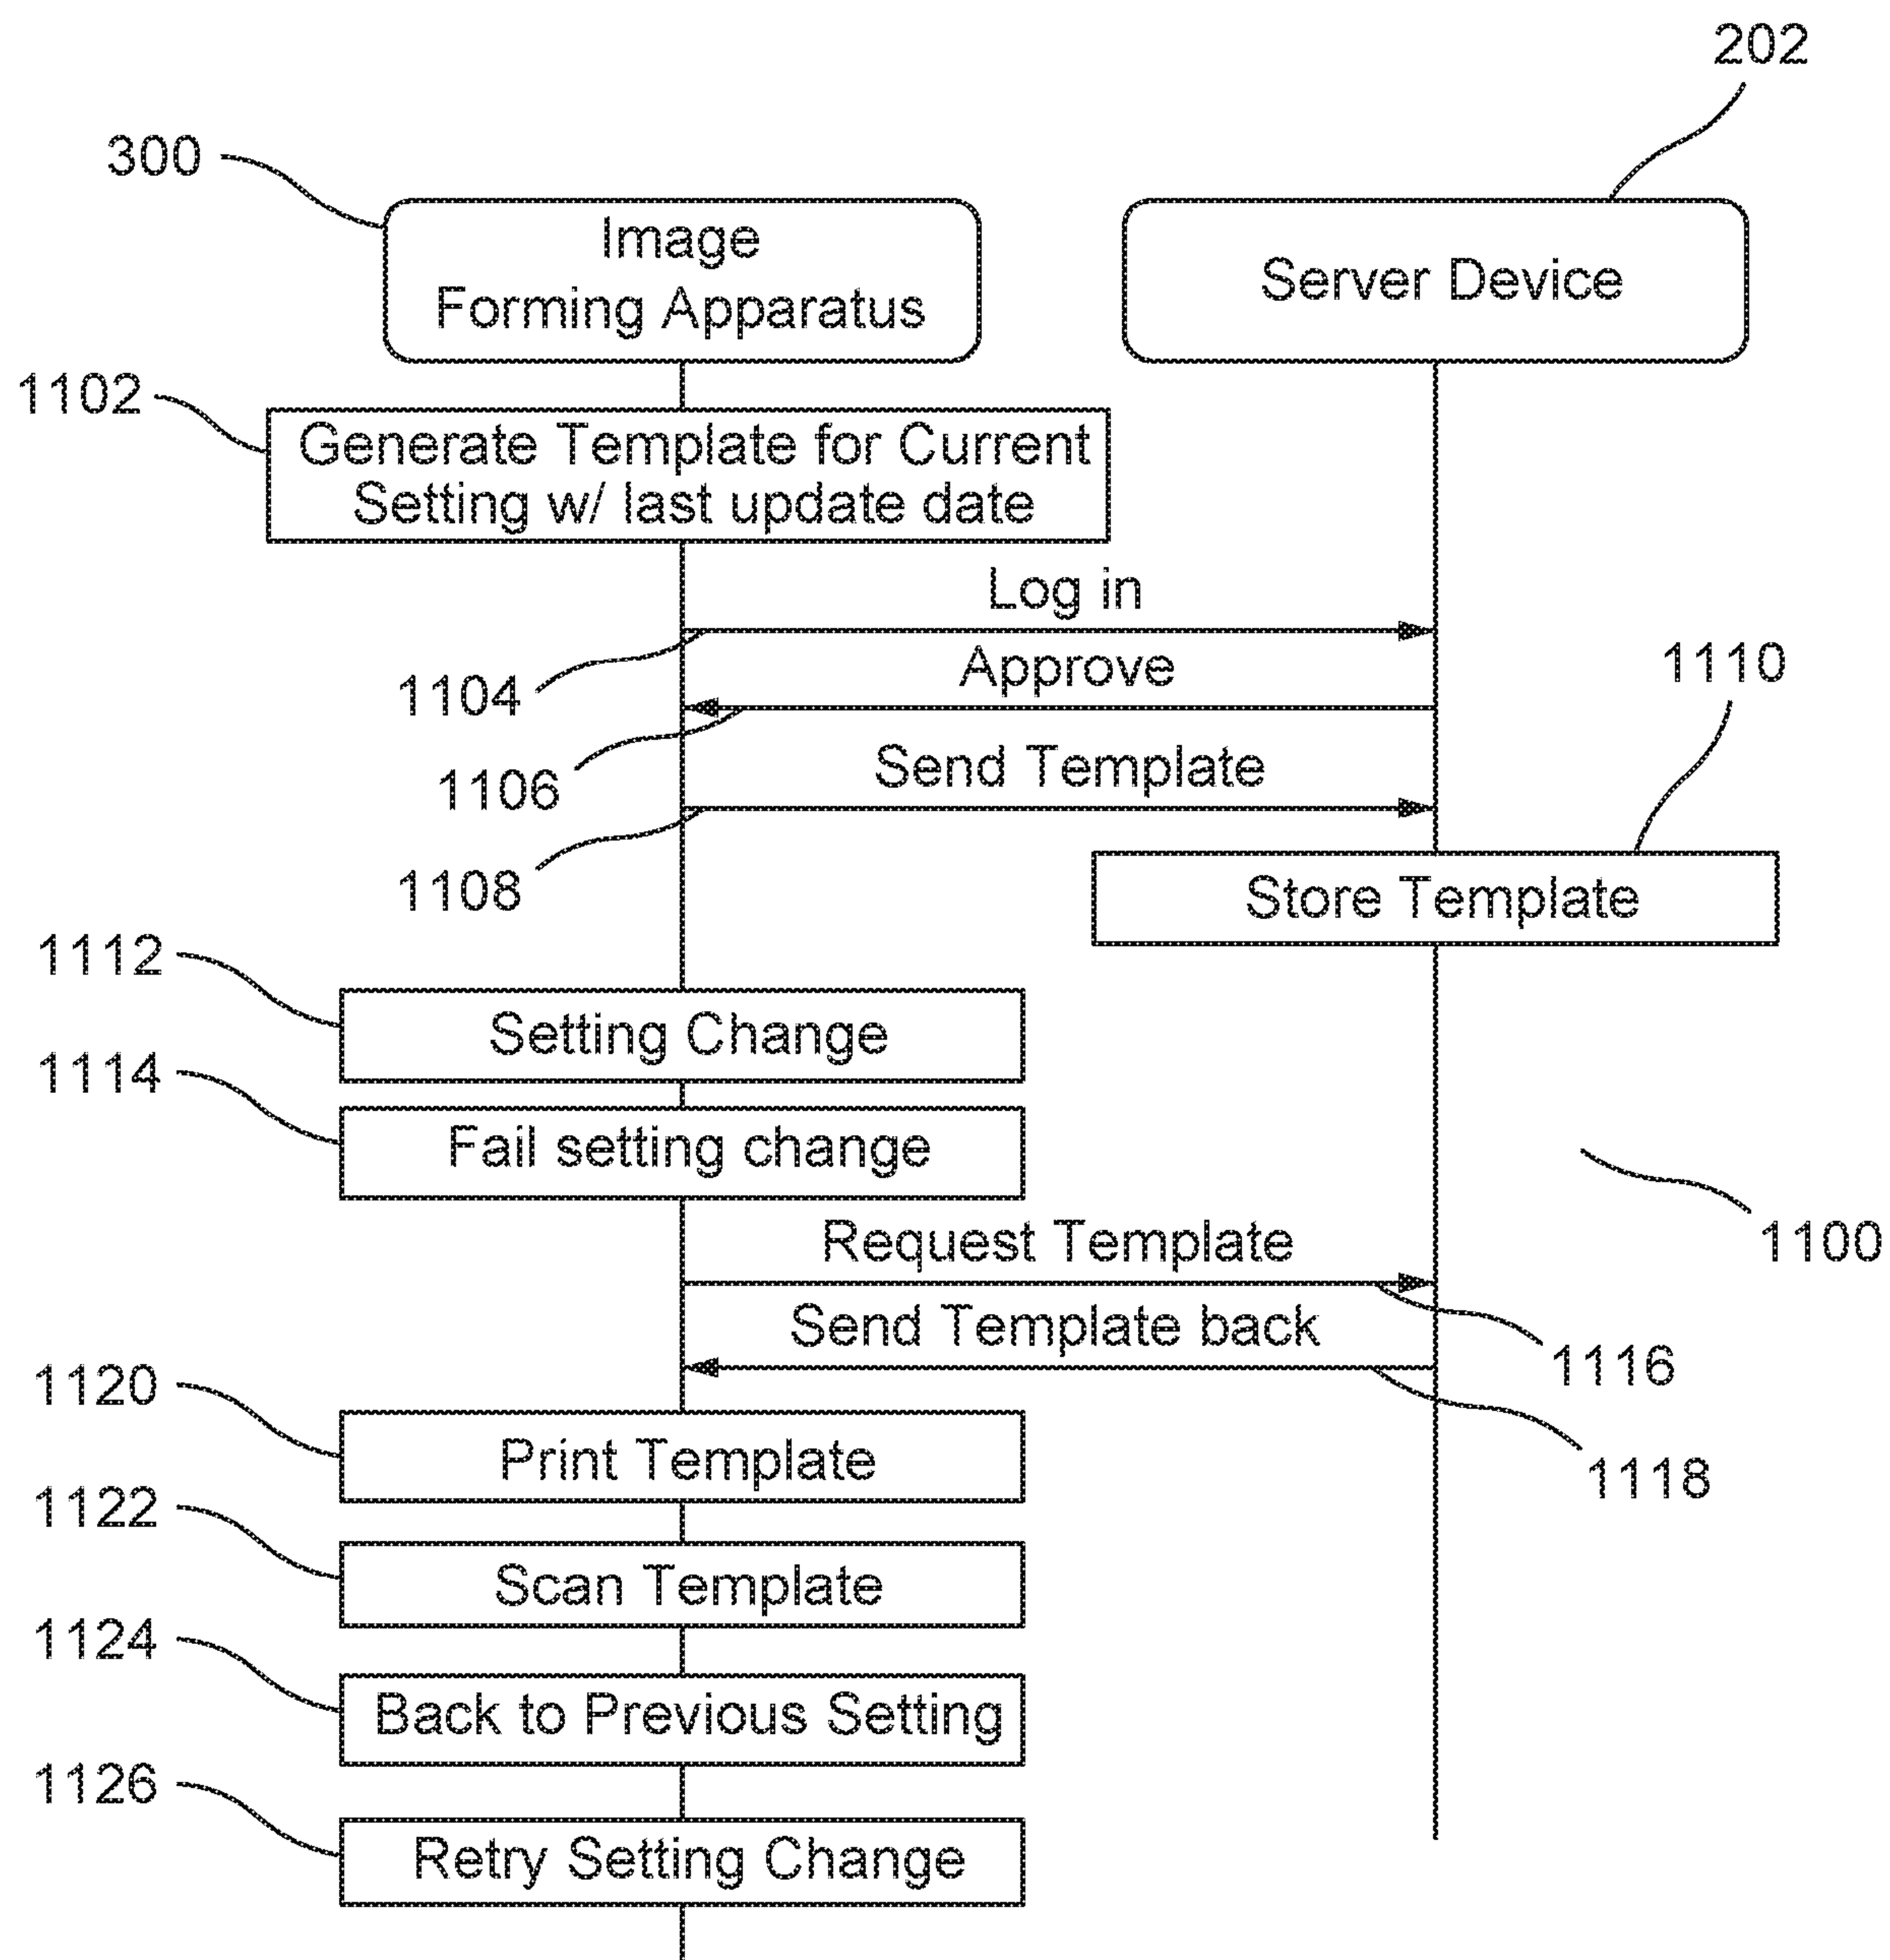 202
300
Image
Forming Apparatus
Server Device
1102
Generate Template for Current
Setting w/ last update date
Log in
1104
Approve
1110
1106
Send Template
1108
Store Template
1112
Setting Change
1114
Fail setting change
1100
Request Template
Send Template back
1116
1120
Print Template
1118
1122
Scan Template
1124
Back to Previous Setting
1126
Retry Setting Change